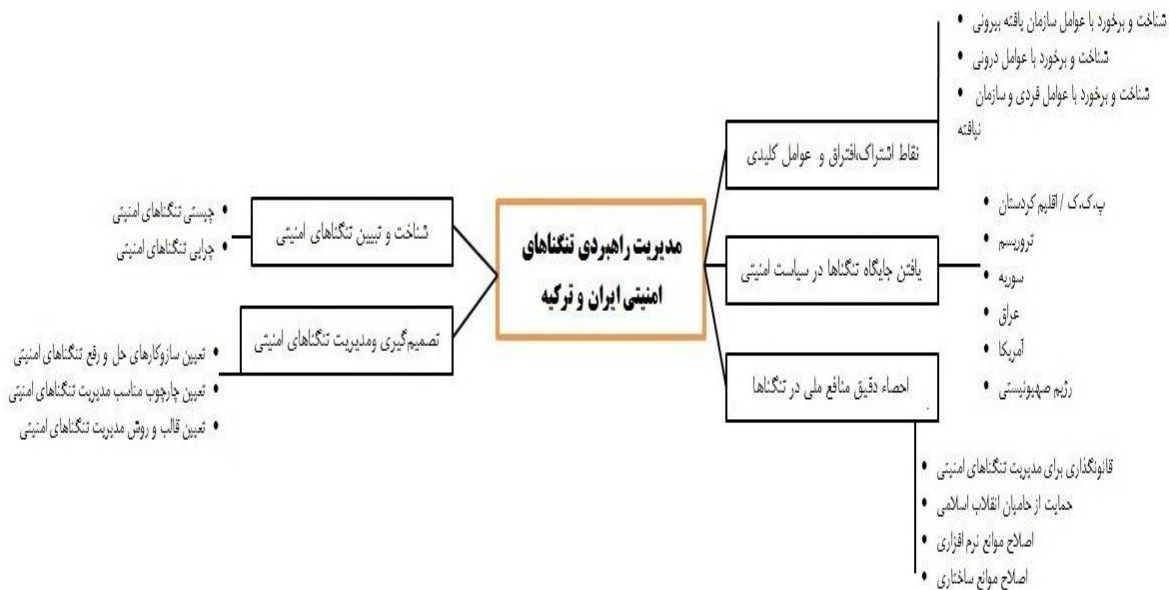 مدیریت راهبردی تنگناهای
امنیتی ایران و ترکیه
نقاط اشتراک،افتراق و عوامل کلیدی
• شناخت و برخورد با عوامل سازمان یافته بیرونی
• شناخت و برخورد با عوامل درونی
• شناخت و برخورد با عوامل فردی و سازمان
نیافته
یافتن جایگاه تنگناها در سیاست امنیتی
• پ.ک.ک / اقلیم کردستان
• تروریسم
• سوریه
• عراق
• آمریکا
• رژیم صهیونیستی
احصاء دقیق منافع ملی در تنگناها
.
• قانونگذاری برای مدیریت تنگناهای امنیتی
• حمایت از حامیان انقلاب اسلامی
• اصلاح موانع نرم افزاری
• اصلاح موانع ساختاری
شناخت و تبیین تنگناهای امنیتی
• چیستی تنگناهای امنیتی
• چرایی تنگناهای امنیتی
تصمیم‌گیری ومدیریت تنگناهای امنیتی
• تعیین سازوکارهای حل و رفع تنگناهای امنیتی
• تعیین چارچوب مناسب مدیریت تنگناهای امنیتی
• تعیین قالب و روش مدیریت تنگناهای امنیتی